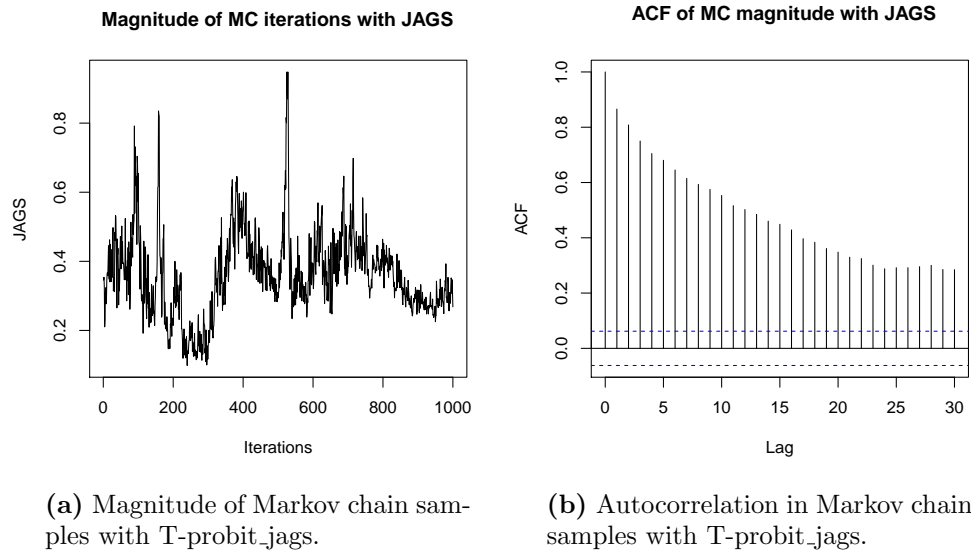 Magnitude of MC iterations with JAGS
JAGS
0.2
0.4
0.6
0.8
0 200 400 600 800 1000
Iterations
(a) Magnitude of Markov chain sam-
ples with T-probit_jags.
ACF of MC magnitude with JAGS
ACF
0.0
0.2
0.4
0.6
0.8
1.0
0 5 10 15 20 25 30
Lag
(b) Autocorrelation in Markov chain
samples with T-probit_jags.